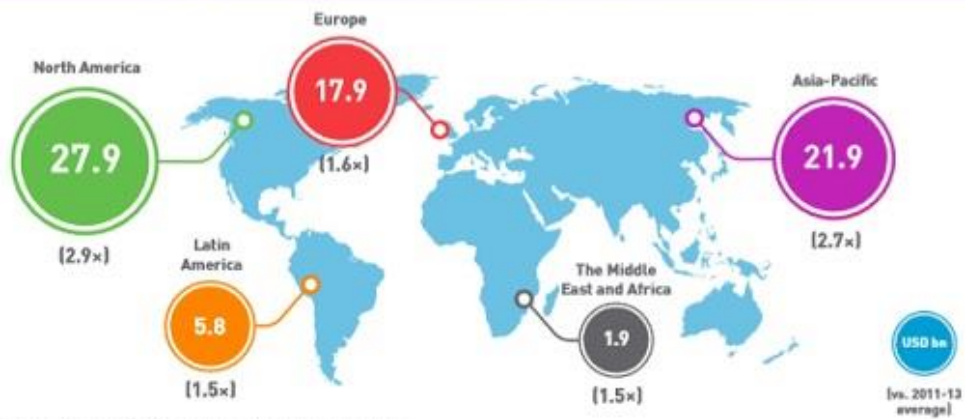 Europe
17.9
(1.6×)
North America
27.9
(2.9×)
Asia-Pacific
21.9
(2.7×)
Latin
America
5.8
(1.5×)
The Middle
East and Africa
1.9
(1.5×)
USD bn
(vs. 2011-13
average)